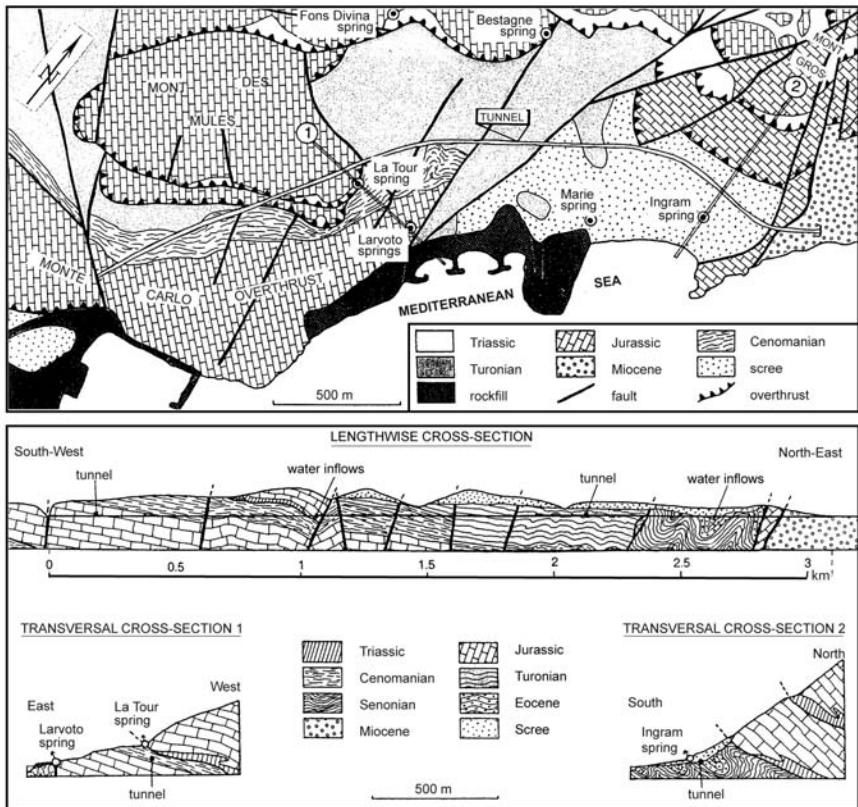 Fons Divina
spring
Bestagne
spring
MONT
GROS
N
MONT
DES
MULES
1
2
TUNNEL
La Tour
spring
Marie
spring
Ingram
spring
Larvoto
springs
MONTE
CARLO
OVERTHRUST
MEDITERRANEAN
SEA
500 m
Triassic
Jurassic
Cenomanian
Turonian
Miocene
scree
rockfill
fault
overthrust
LENGTHWISE CROSS-SECTION
South-West
North-East
tunnel
water inflows
tunnel
water inflows
0 0.5 1 1.5 2 2.5 3
km
TRANSVERSAL CROSS-SECTION 1
TRANSVERSAL CROSS-SECTION 2
Triassic
Jurassic
Cenomanian
Turonian
Senonian
Eocene
Miocene
Scree
East
West
La Tour
spring
Larvoto
spring
tunnel
500 m
North
South
Ingram
spring
tunnel